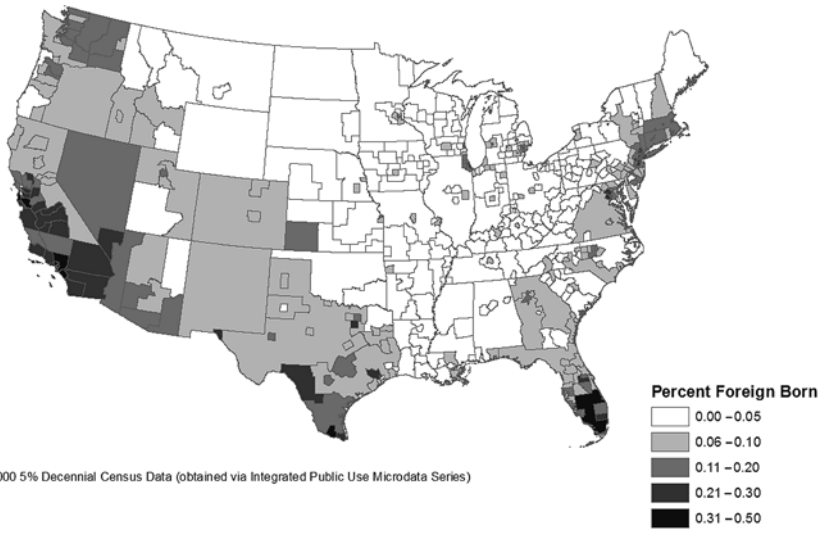 Percent Foreign Born
0.00 – 0.05
0.06 – 0.10
0.11 – 0.20
0.21 – 0.30
0.31 – 0.50
000 5% Decennial Census Data (obtained via Integrated Public Use Microdata Series)